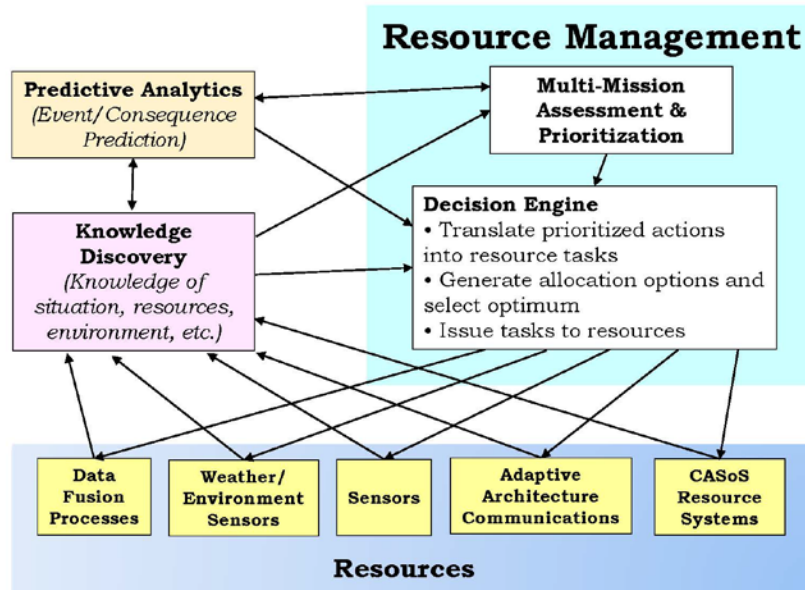 Resource Management
Predictive Analytics
(Event/Consequence
Prediction)
Multi-Mission
Assessment &
Prioritization
Knowledge
Discovery
(Knowledge of
situation, resources,
environment, etc.)
Decision Engine
• Translate prioritized actions
into resource tasks
• Generate allocation options and
select optimum
• Issue tasks to resources
Data
Fusion
Processes
Weather/
Environment
Sensors
Sensors
Adaptive
Architecture
Communications
CASoS
Resource
Systems
Resources